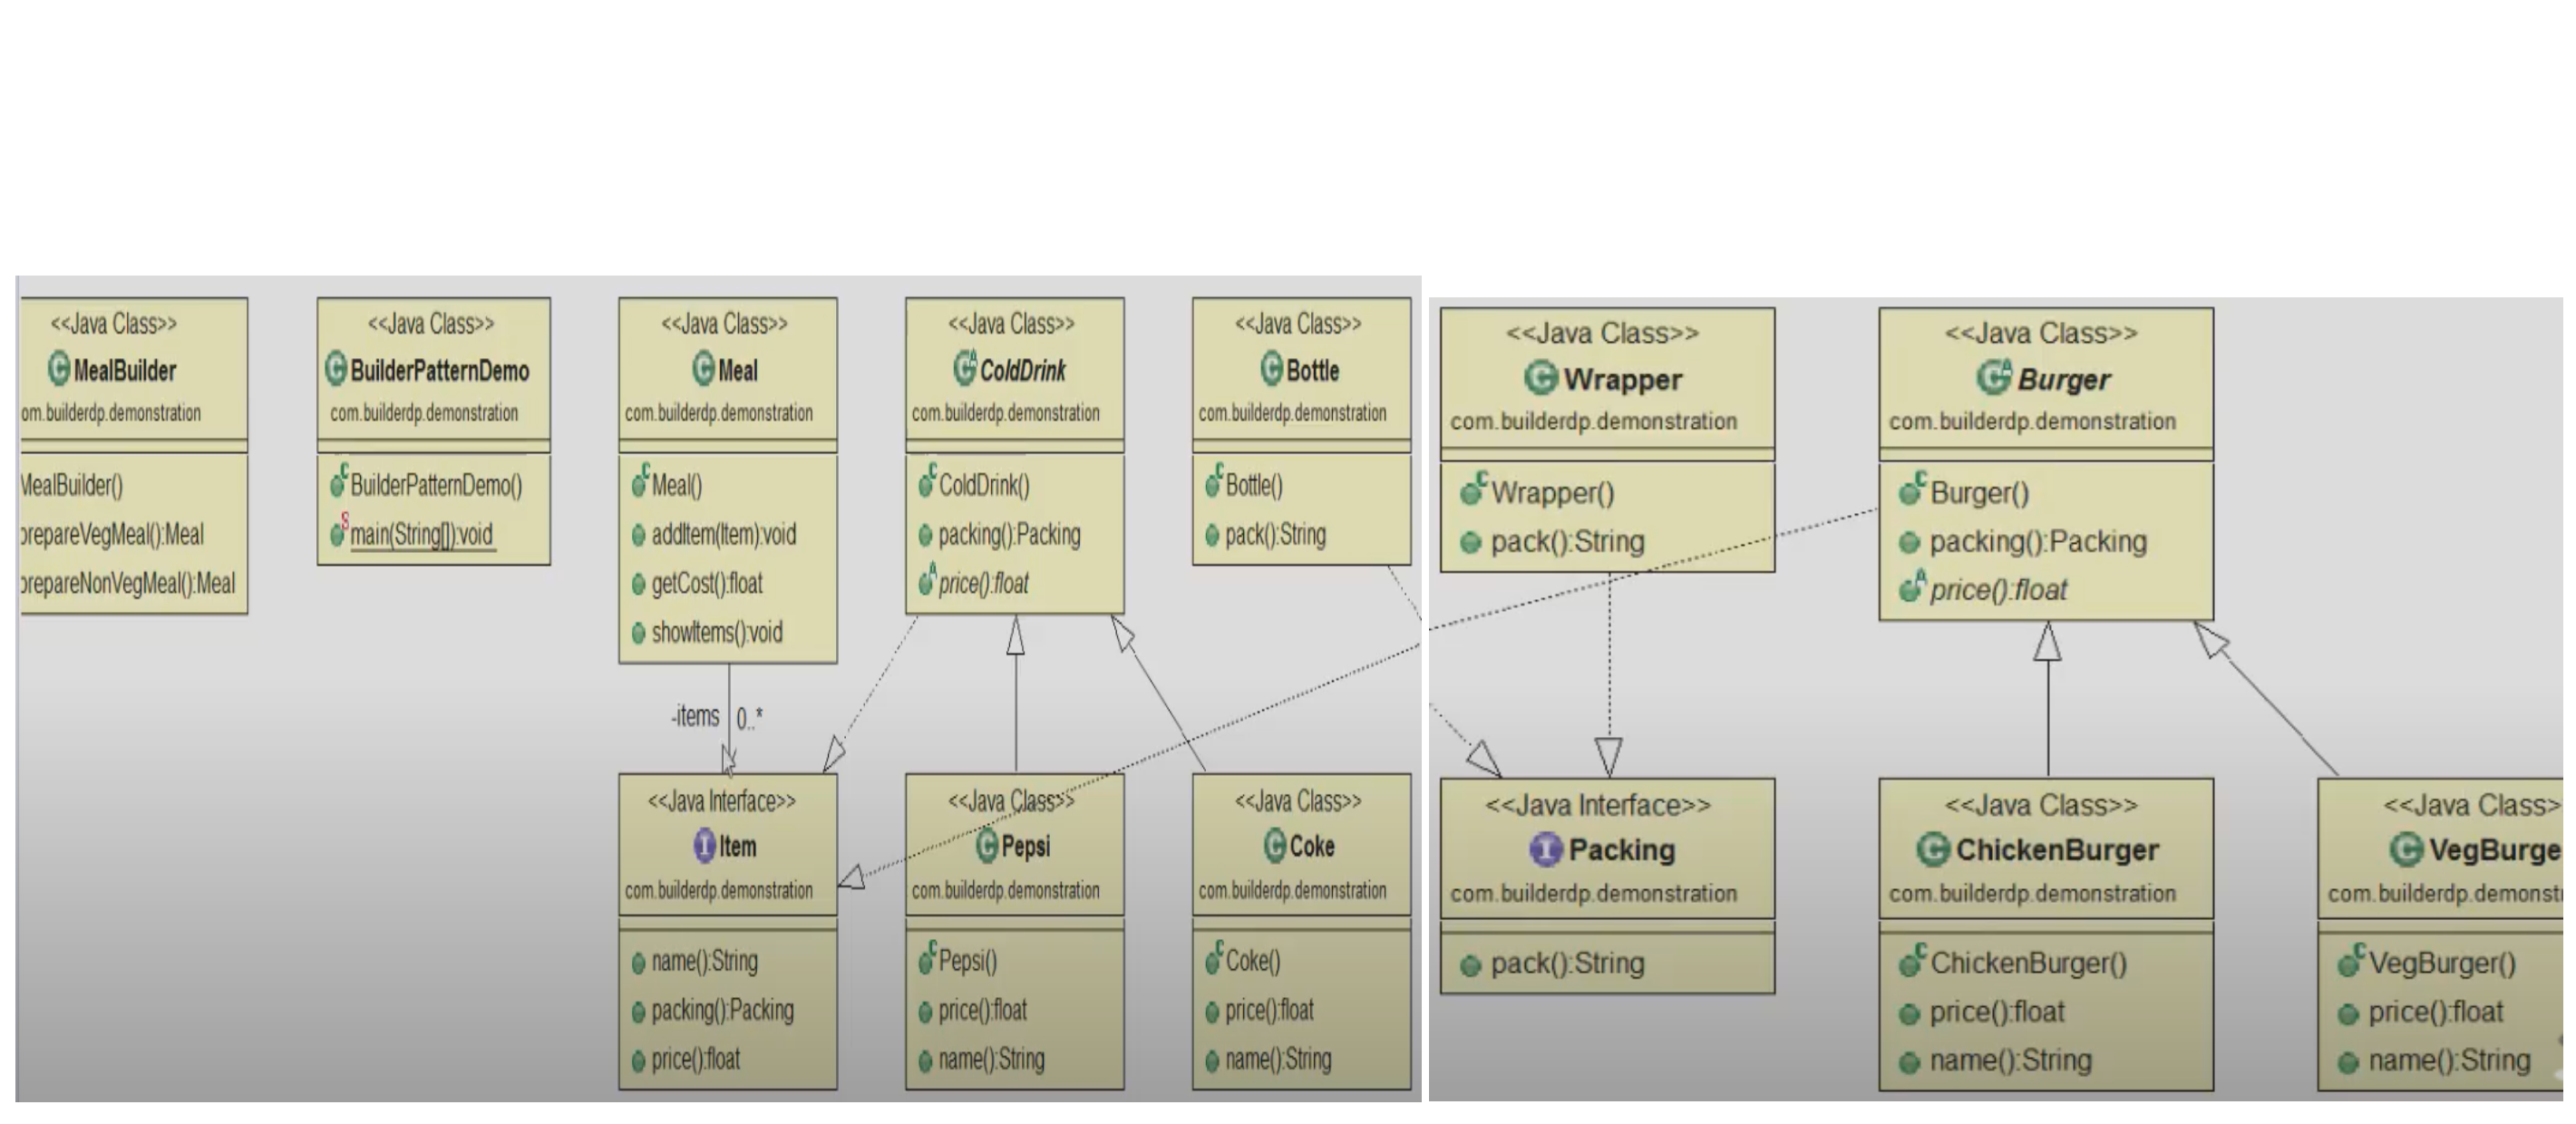 <<Java Class>>
MealBuilder
om.builderdp.demonstration
MealBuilder()
prepareVegMeal():Meal
prepareNonVegMeal():Meal
<<Java Class>>
BuilderPatternDemo
com.builderdp.demonstration
BuilderPatternDemo()
main(String[]):void
<<Java Class>>
Meal
com.builderdp.demonstration
Meal()
addItem(Item):void
getCost():float
showItems():void
<<Java Class>>
ColdDrink
com.builderdp.demonstration
ColdDrink()
packing():Packing
price():float
<<Java Class>>
Bottle
com.builderdp.demonstration
Bottle()
pack():String
<<Java Class>>
Wrapper
com.builderdp.demonstration
Wrapper()
pack():String
<<Java Class>>
Burger
com.builderdp.demonstration
Burger()
packing():Packing
price():float
-items 0..*
<<Java Interface>>
Item
com.builderdp.demonstration
name():String
packing():Packing
price():float
<<Java Class>>
Pepsi
com.builderdp.demonstration
Pepsi()
price():float
name():String
<<Java Class>>
Coke
com.builderdp.demonstration
Coke()
price():float
name():String
<<Java Interface>>
Packing
com.builderdp.demonstration
pack():String
<<Java Class>>
ChickenBurger
com.builderdp.demonstration
ChickenBurger()
price():float
name():String
<<Java Class>
VegBurge
com.builderdp.demonst
VegBurger()
price():float
name():String